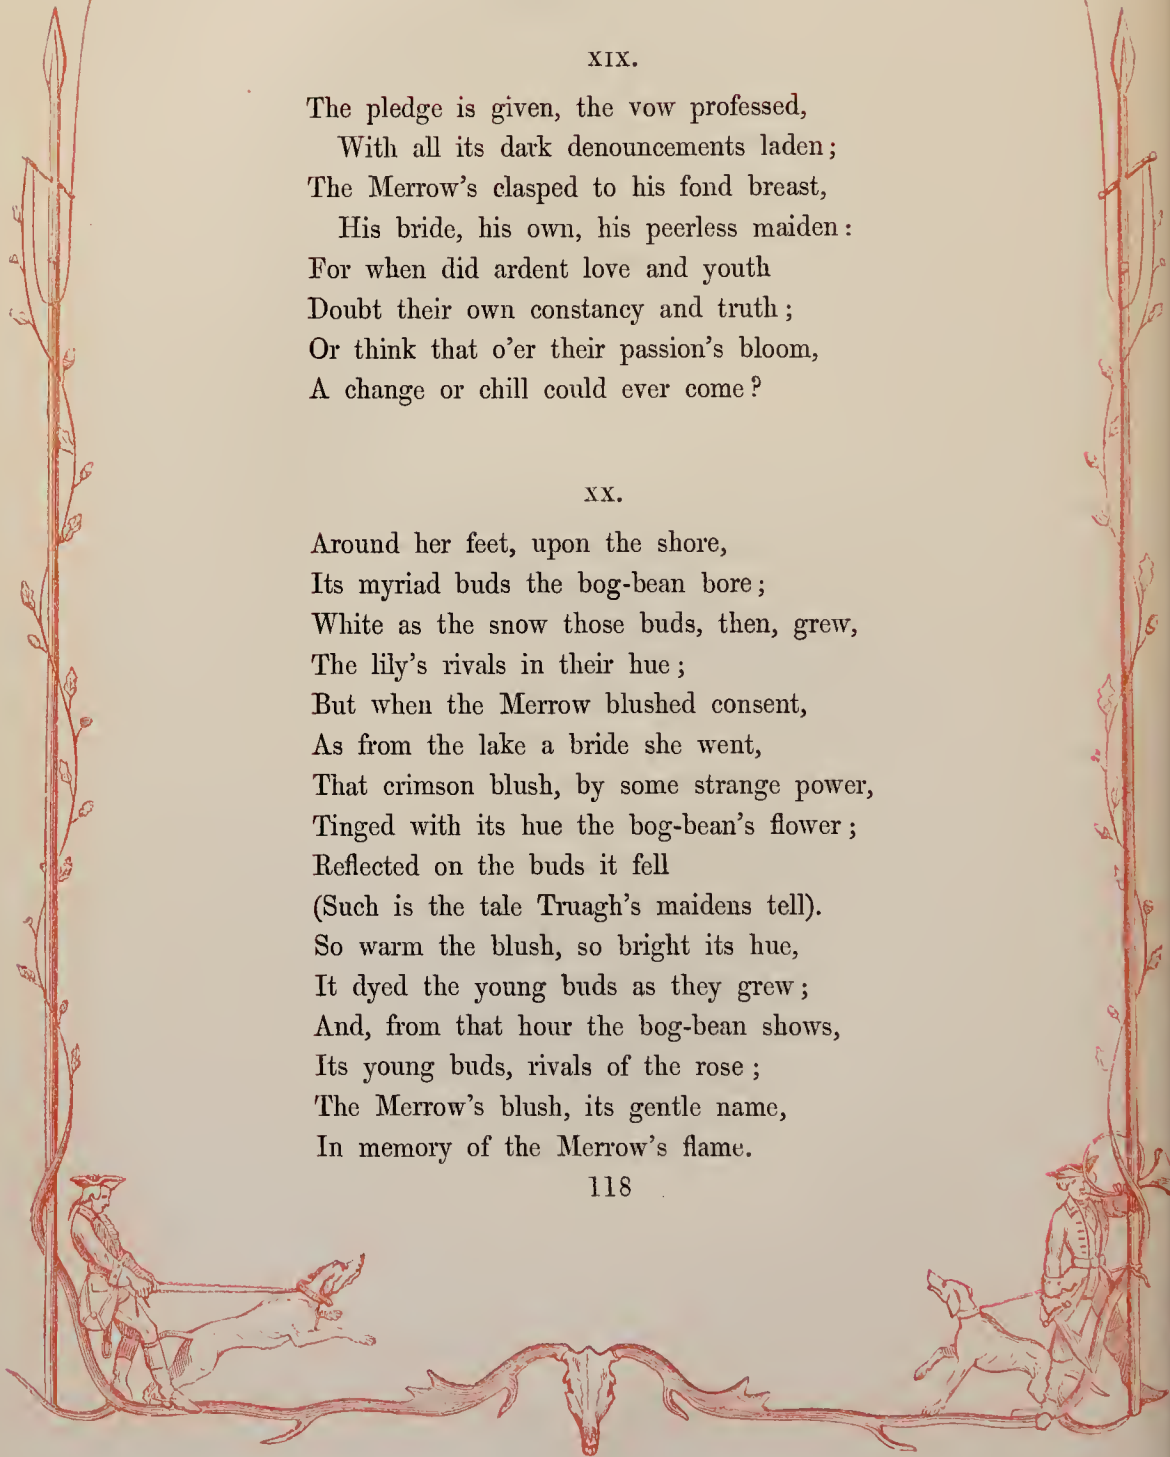 XIX.
The pledge is given, the vow professed,
With all its dark denouncements laden;
The Merrow's clasped to his fond breast,
His bride, his own, his peerless maiden:
For when did ardent love and youth
Doubt their own constancy and truth;
Or think that o'er their passion's bloom,
A change or chill could ever come?
XX.
Around her feet, upon the shore,
Its myriad buds the bog-bean bore;
White as the snow those buds, then, grew,
The lily's rivals in their hue;
But when the Merrow blushed consent,
As from the lake a bride she went,
That crimson blush, by some strange power,
Tinged with its hue the bog-bean's flower;
Reflected on the buds it fell
(Such is the tale Truagh's maidens tell).
So warm the blush, so bright its hue,
It dyed the young buds as they grew;
And, from that hour the bog-bean shows,
Its young buds, rivals of the rose;
The Merrow's blush, its gentle name,
In memory of the Merrow's flame.
118